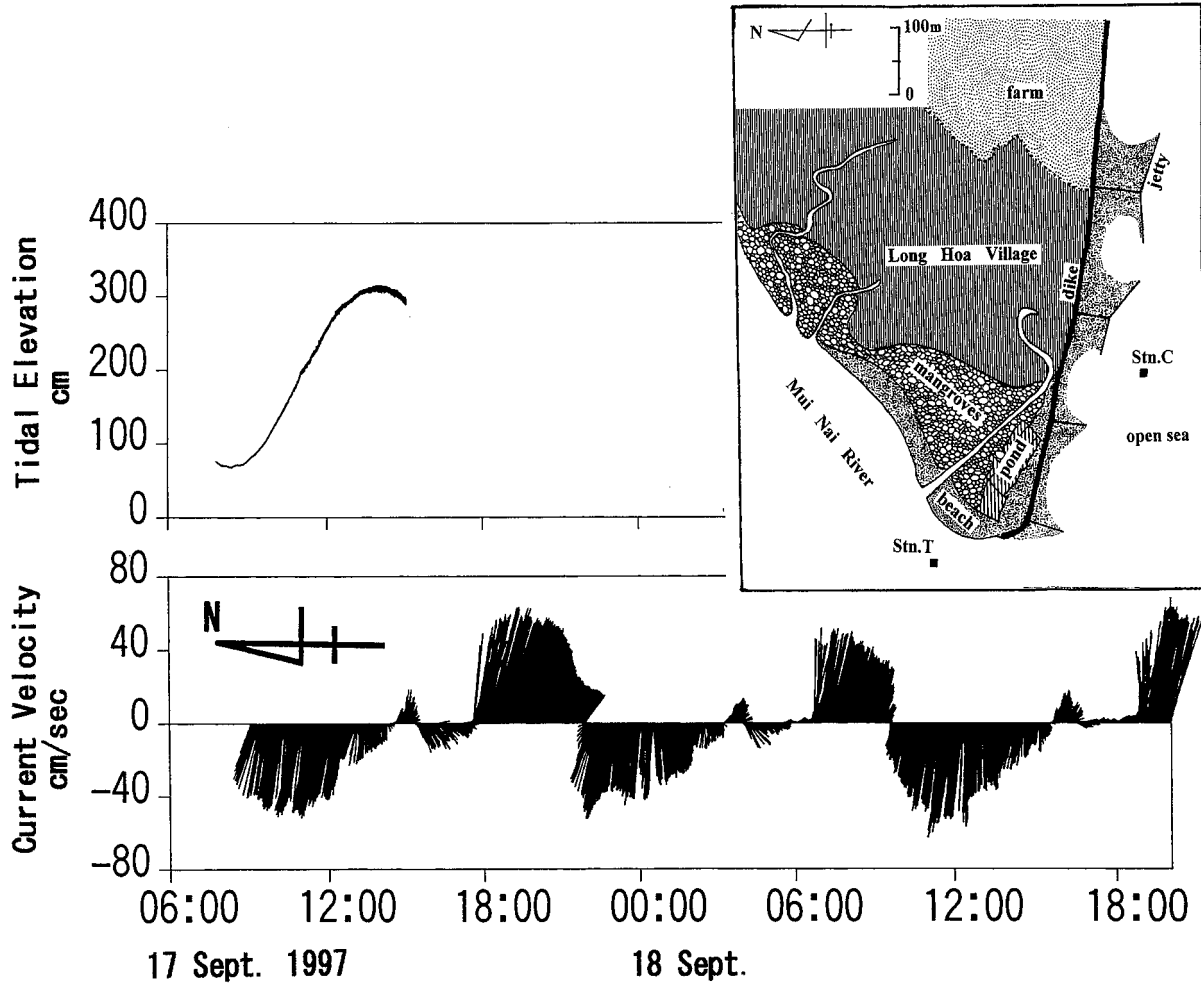 N
100m
0
farm
jetty
Long Hoa Village
dike
Stn.C
mangroves
Mui Nai River
open sea
pond
beach
Stn.T
Tidal Elevation
cm
400
300
200
100
0
Current Velocity
cm/sec
80
40
0
-40
-80
N
06:00 12:00 18:00 00:00 06:00 12:00 18:00
17 Sept. 1997 18 Sept.